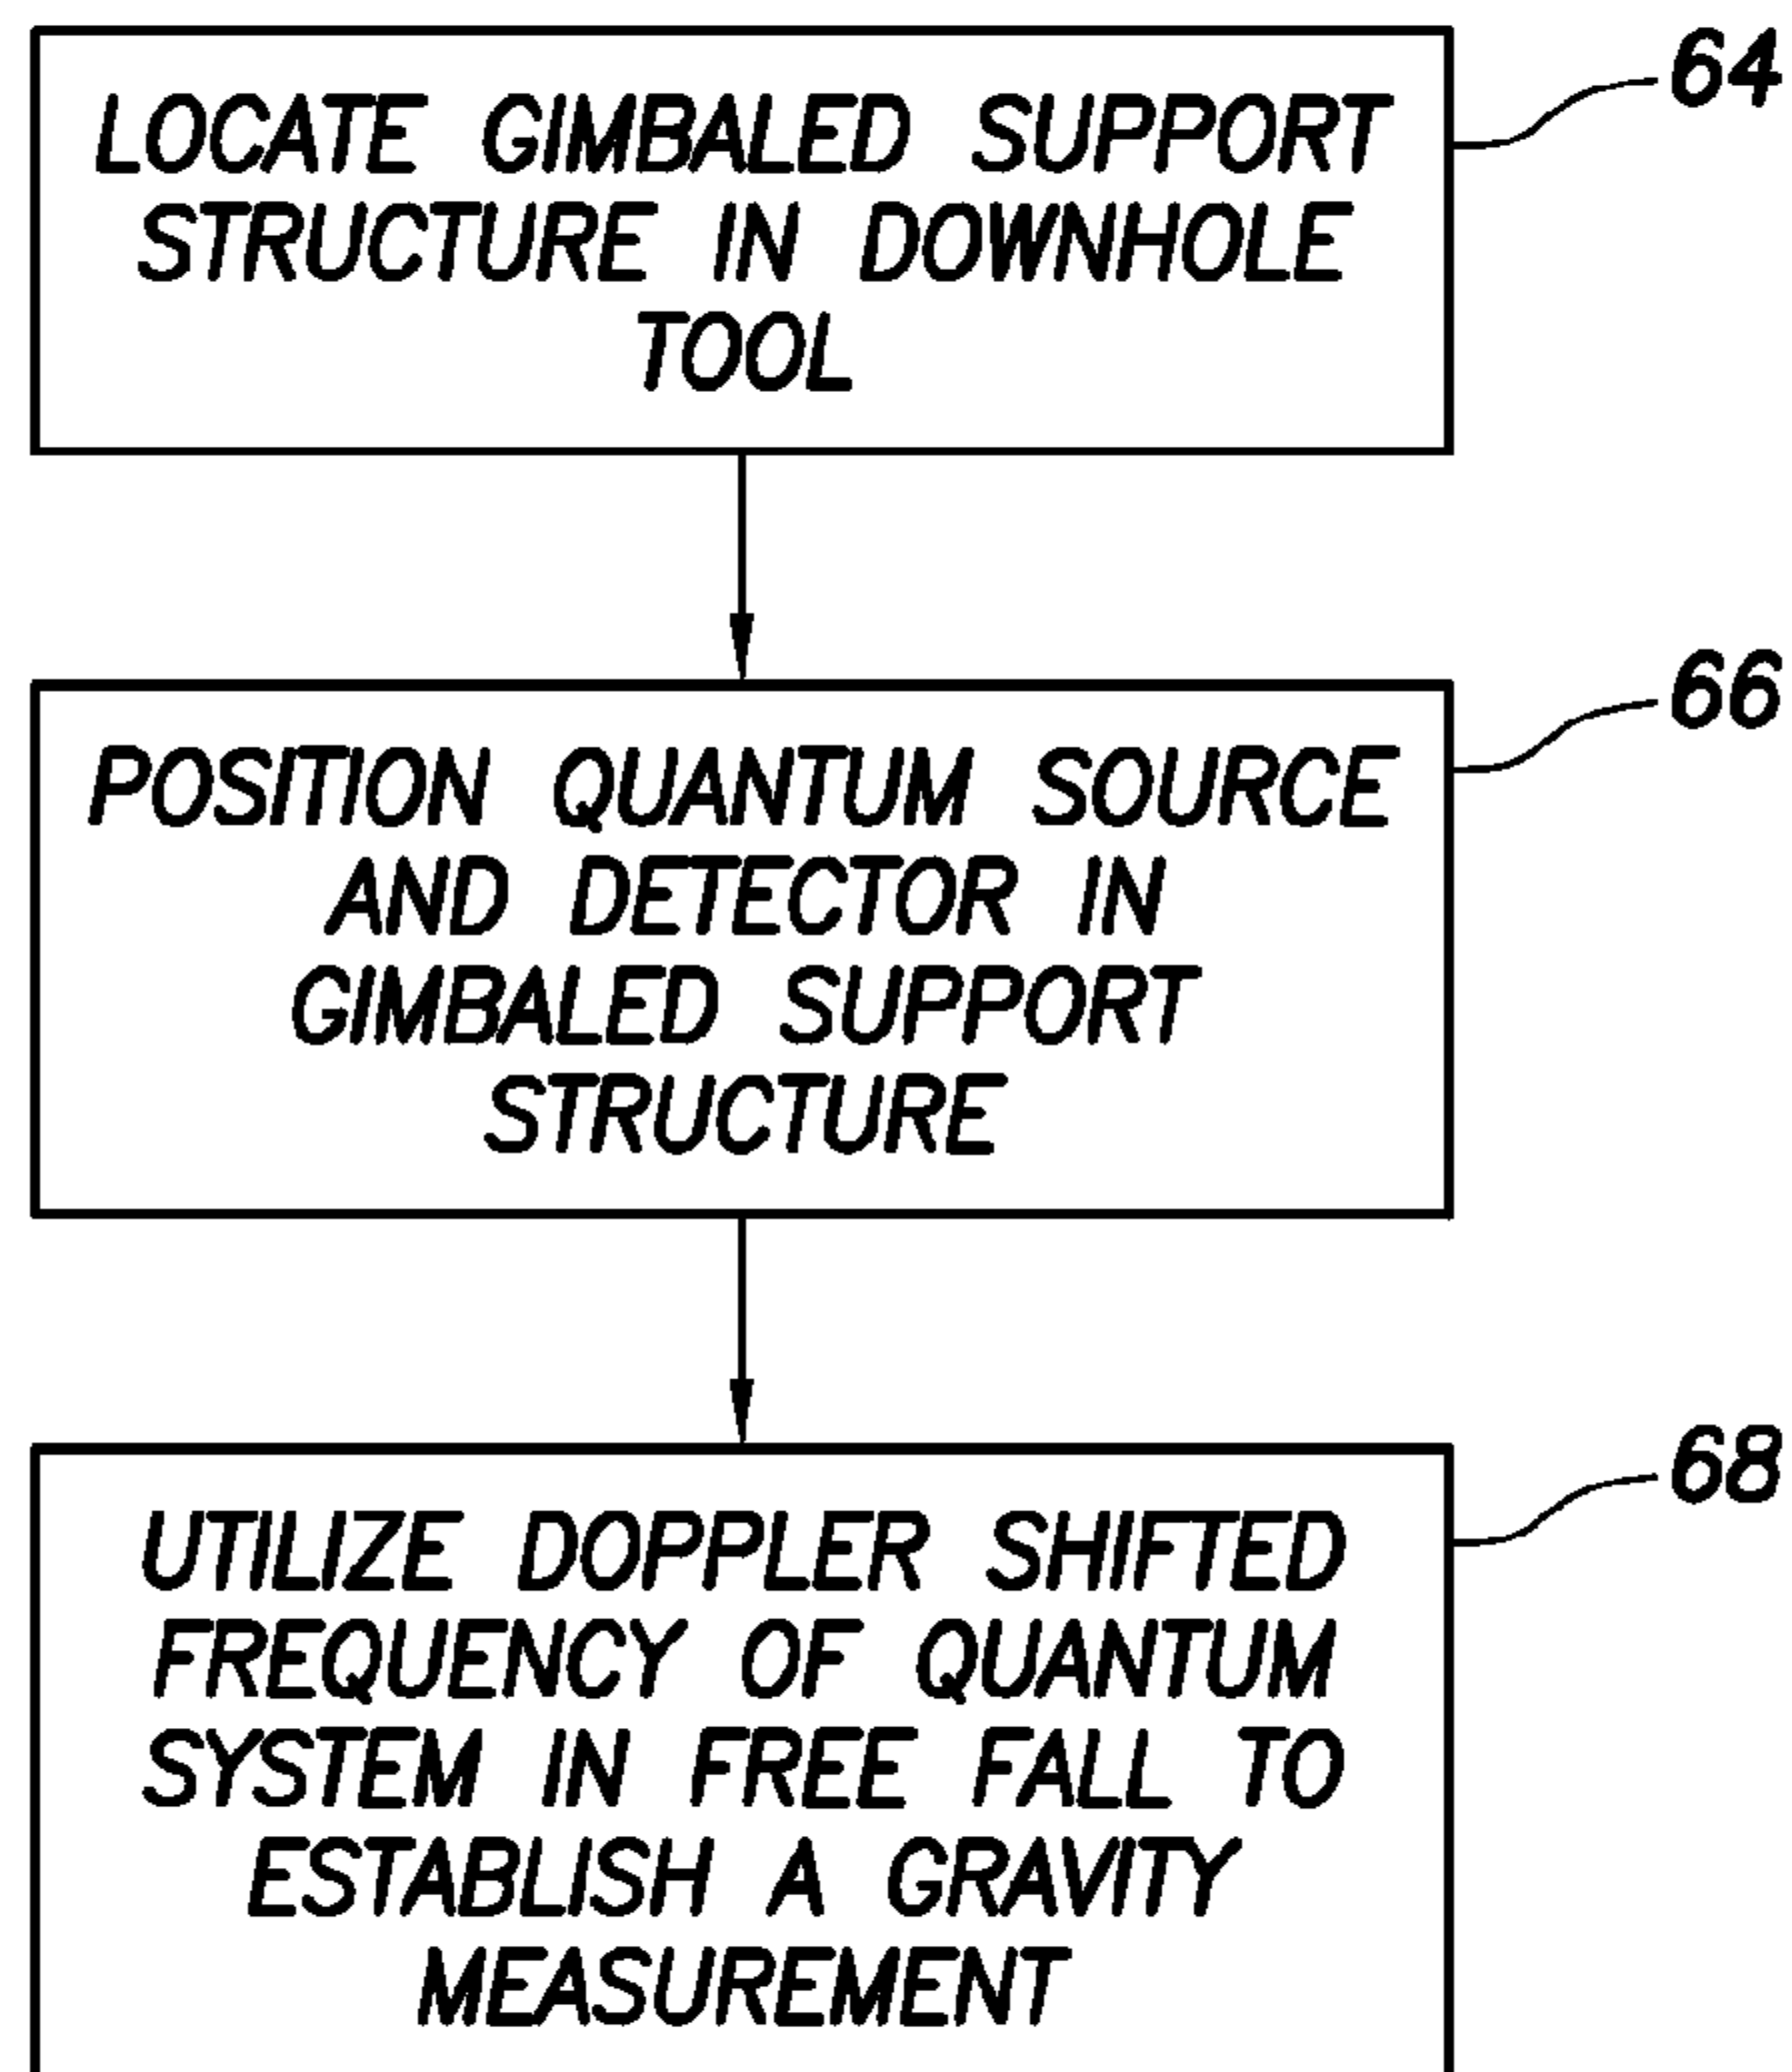 64
LOCATE GIMBALED SUPPORT
STRUCTURE IN DOWNHOLE
TOOL
66
POSITION QUANTUM SOURCE
AND DETECTOR IN
GIMBALED SUPPORT
STRUCTURE
68
UTILIZE DOPPLER SHIFTED
FREQUENCY OF QUANTUM
SYSTEM IN FREE FALL TO
ESTABLISH A GRAVITY
MEASUREMENT